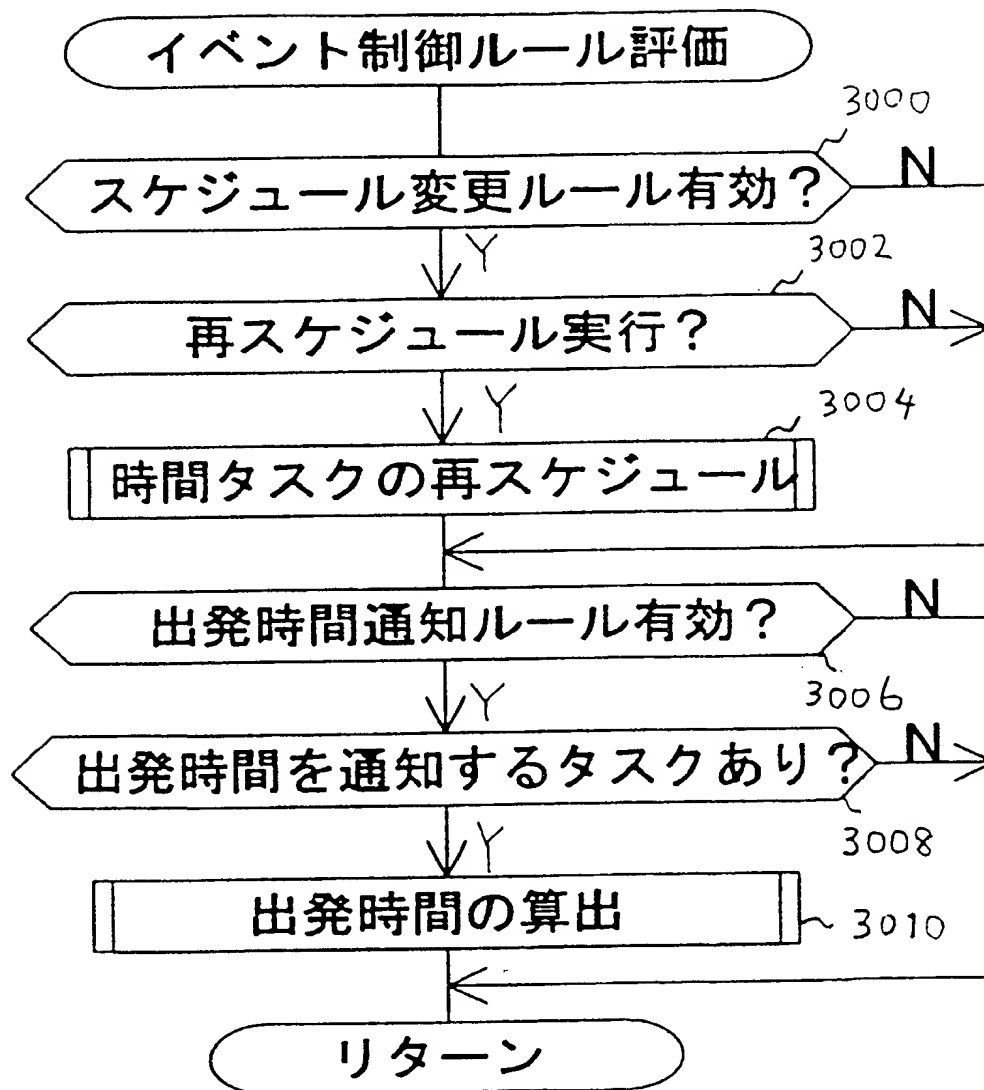 イベント制御ルール評価
3000
スケジュール変更ルール有効？
N
Y
3002
再スケジュール実行？
N
Y
3004
時間タスクの再スケジュール
出発時間通知ルール有効？
N
3006
Y
出発時間を通知するタスクあり？
N
3008
Y
出発時間の算出
3010
リターン